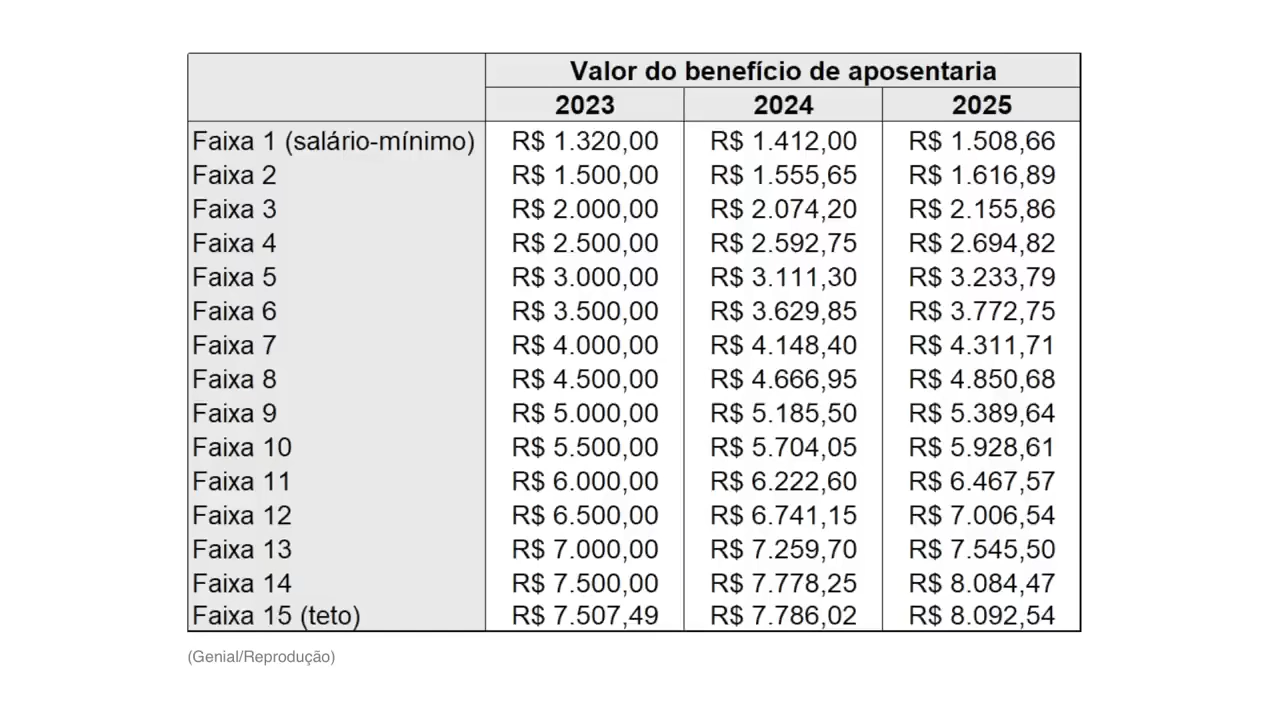 Valor do benefício de aposentaria
2023 2024 2025
Faixa 1 (salário-mínimo) R$ 1.320,00 R$ 1.412,00 R$ 1.508,66
Faixa 2 R$ 1.500,00 R$ 1.555,65 R$ 1.616,89
Faixa 3 R$ 2.000,00 R$ 2.074,20 R$ 2.155,86
Faixa 4 R$ 2.500,00 R$ 2.592,75 R$ 2.694,82
Faixa 5 R$ 3.000,00 R$ 3.111,30 R$ 3.233,79
Faixa 6 R$ 3.500,00 R$ 3.629,85 R$ 3.772,75
Faixa 7 R$ 4.000,00 R$ 4.148,40 R$ 4.311,71
Faixa 8 R$ 4.500,00 R$ 4.666,95 R$ 4.850,68
Faixa 9 R$ 5.000,00 R$ 5.185,50 R$ 5.389,64
Faixa 10 R$ 5.500,00 R$ 5.704,05 R$ 5.928,61
Faixa 11 R$ 6.000,00 R$ 6.222,60 R$ 6.467,57
Faixa 12 R$ 6.500,00 R$ 6.741,15 R$ 7.006,54
Faixa 13 R$ 7.000,00 R$ 7.259,70 R$ 7.545,50
Faixa 14 R$ 7.500,00 R$ 7.778,25 R$ 8.084,47
Faixa 15 (teto) R$ 7.507,49 R$ 7.786,02 R$ 8.092,54
(Genial/Reprodução)